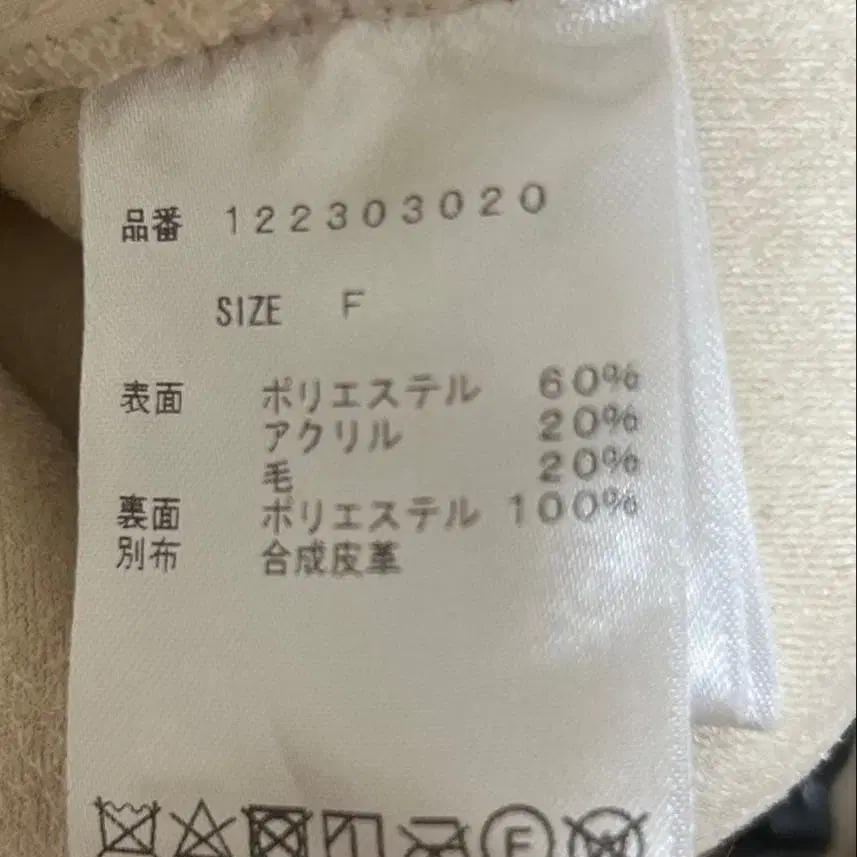 品番 122303020
SIZE F
表面 ポリエステル 60%
アクリル 20%
毛 20%
裏面 ポリエステル 100%
別布 合成皮革
F
W